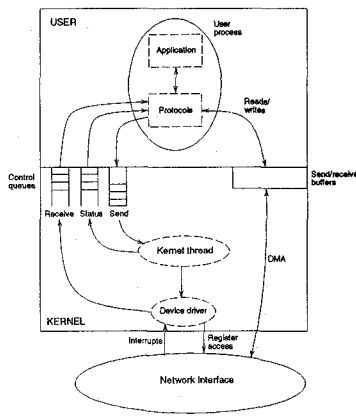 USER
User
process
Application
Protocols
Reads/
writes
Control
queues
Send/receive
buffers
Receive
Status
Send
Kernel thread
DMA
Device driver
KERNEL
Interrupts
Register
access
Network Interface